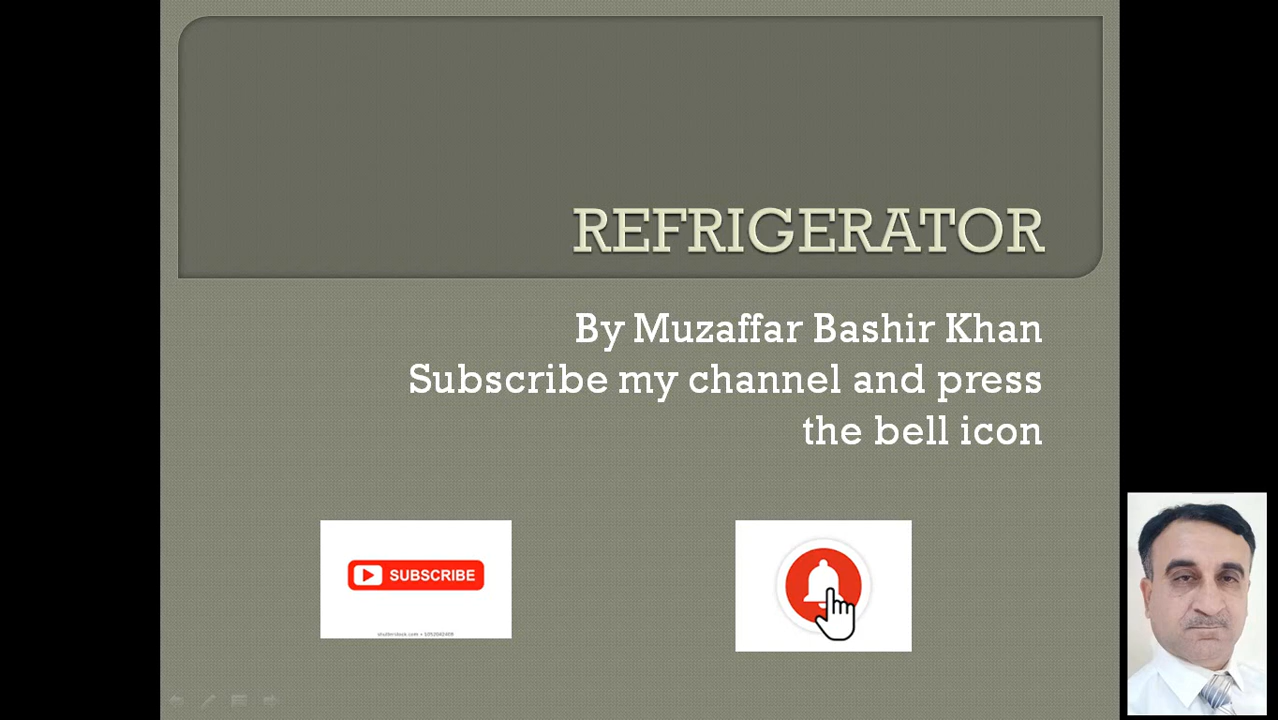 REFRIGERATOR
By Muzaffar Bashir Khan
Subscribe my channel and press
the bell icon
SUBSCRIBE